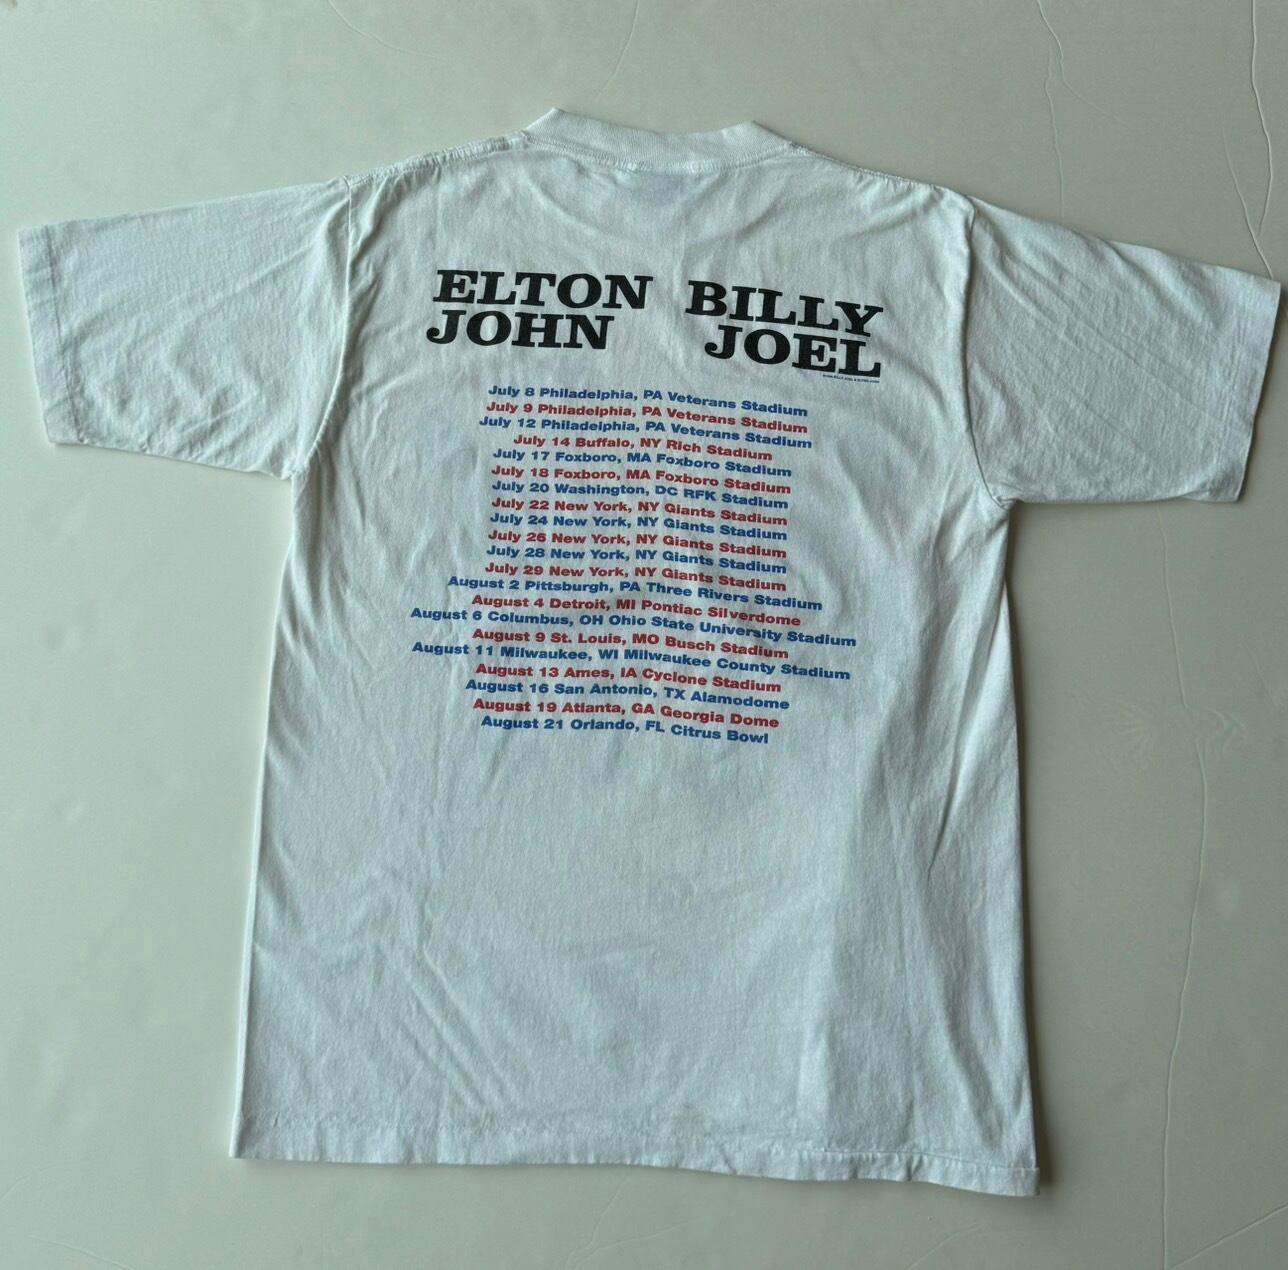 ELTON JOHN
BILLY JOEL
July 8 Philadelphia, PA Veterans Stadium
July 9 Philadelphia, PA Veterans Stadium
July 12 Philadelphia, PA Veterans Stadium
July 14 Buffalo, NY Rich Stadium
July 17 Foxboro, MA Foxboro Stadium
July 18 Foxboro, MA Foxboro Stadium
July 20 Washington, DC RFK Stadium
July 22 New York, NY Giants Stadium
July 24 New York, NY Giants Stadium
July 26 New York, NY Giants Stadium
July 28 New York, NY Giants Stadium
July 29 New York, NY Giants Stadium
August 2 Pittsburgh, PA Three Rivers Stadium
August 4 Detroit, MI Pontiac Silverdome
August 6 Columbus, OH Ohio State University Stadium
August 9 St. Louis, MO Busch Stadium
August 11 Milwaukee, WI Milwaukee County Stadium
August 13 Ames, IA Cyclone Stadium
August 16 San Antonio, TX Alamodome
August 19 Atlanta, GA Georgia Dome
August 21 Orlando, FL Citrus Bowl